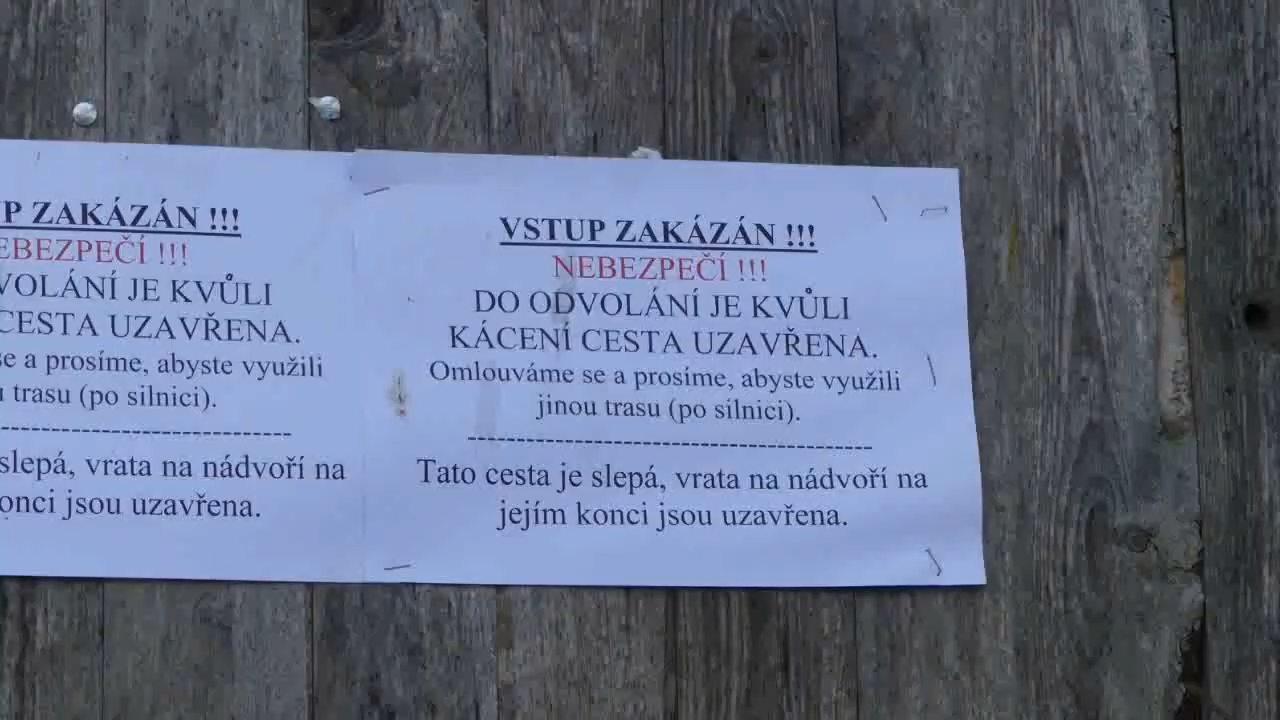 P ZAKÁZÁN !!!
EBEZPEČÍ !!!
VOLÁNÍ JE KVŮLI
CESTA UZAVŘENA.
se a prosíme, abyste využili
trasu (po silnici).
slepá, vrata na nádvoří na
onci jsou uzavřena.
VSTUP ZAKÁZÁN !!!
NEBEZPEČÍ !!!
DO ODVOLÁNÍ JE KVŮLI
KÁCENÍ CESTA UZAVŘENA.
Omlouváme se a prosíme, abyste využili
jinou trasu (po silnici).
---------------------------------------
Tato cesta je slepá, vrata na nádvoří na
jejím konci jsou uzavřena.